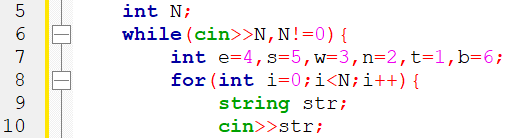 5 int N;
6 while(cin>>N,N!=0){
7 int e=4,s=5,w=3,n=2,t=1,b=6;
8 for(int i=0;i<N;i++){
9 string str;
10 cin>>str;